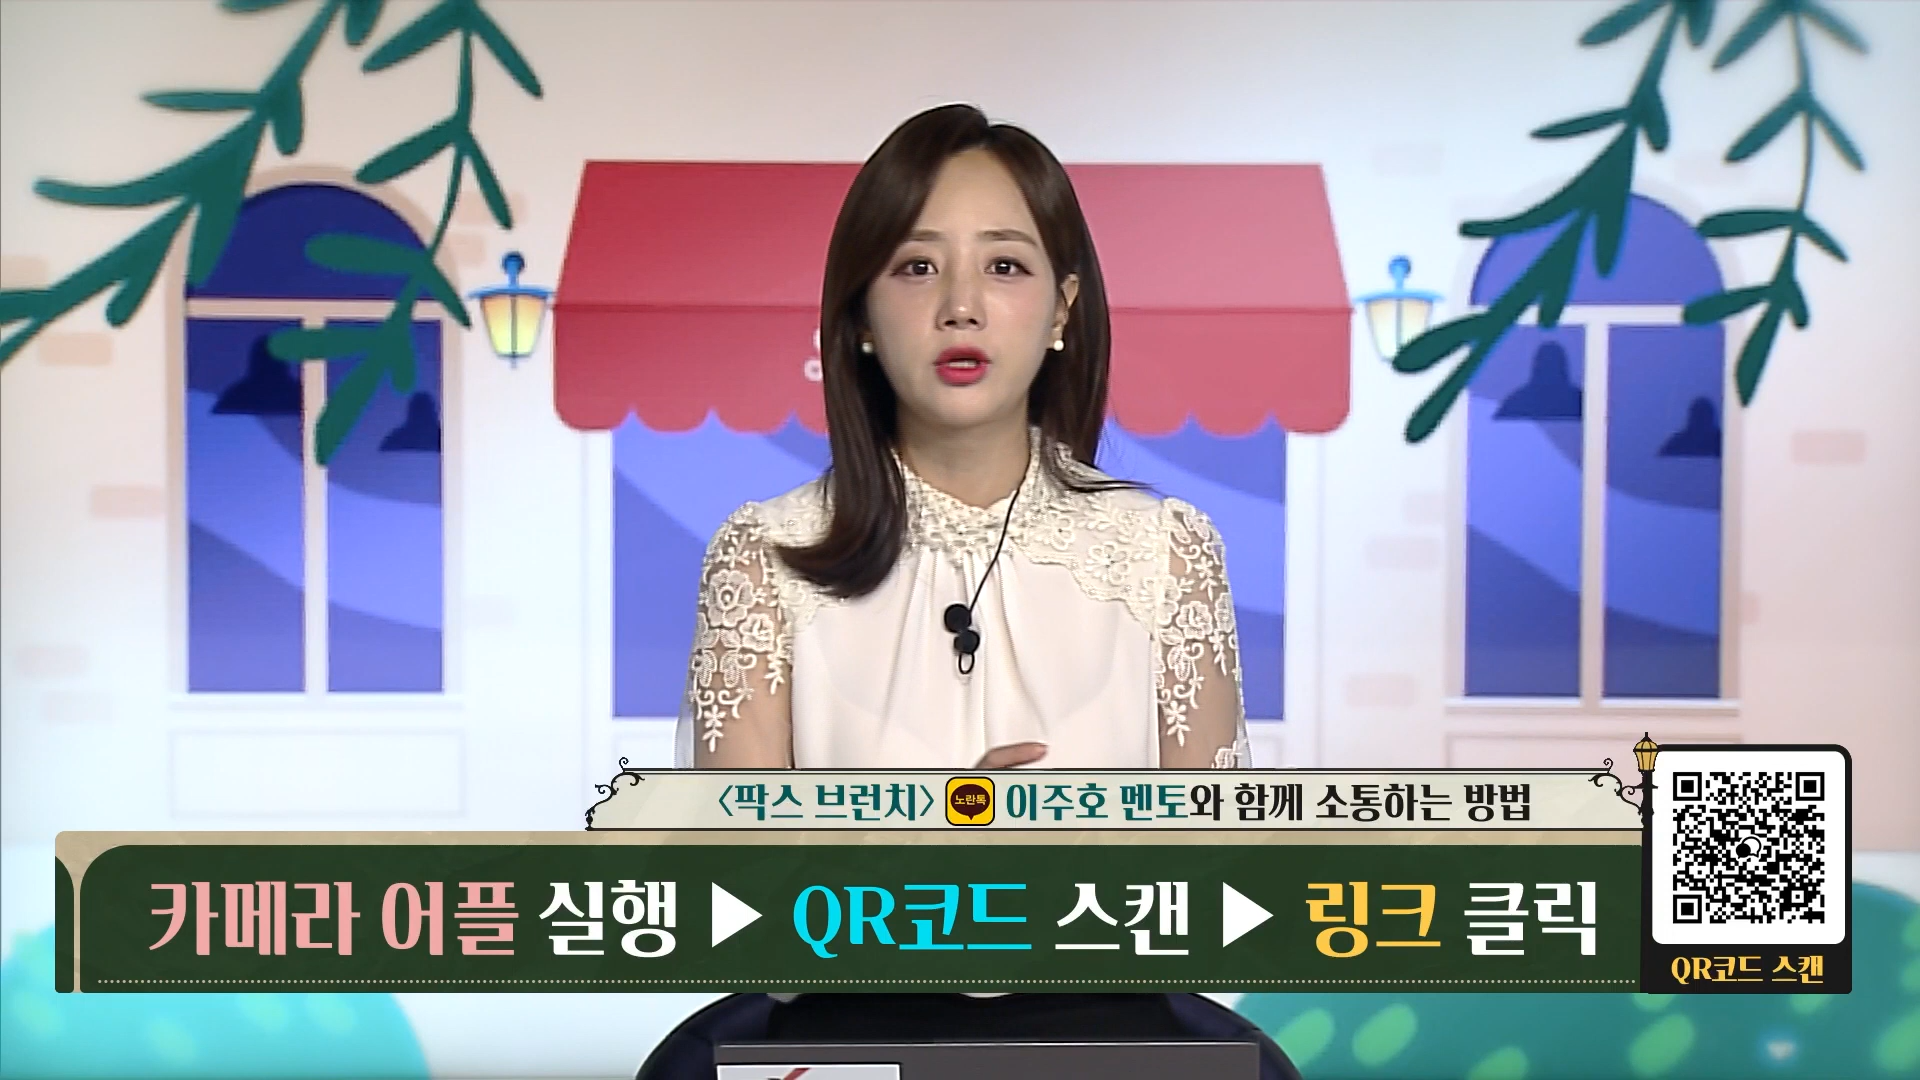 <팍스 브런치> 노란톡 이주호 멘토와 함께 소통하는 방법
카메라 어플 실행 ▶ QR코드 스캔 ▶ 링크 클릭
QR코드 스캔